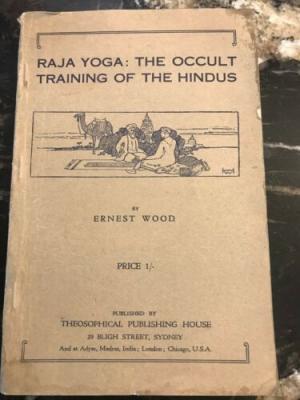 RAJA YOGA: THE OCCULT
TRAINING OF THE HINDUS
BY
ERNEST WOOD
PRICE 1/-
PUBLISHED BY
THEOSOPHICAL PUBLISHING HOUSE
29 BLIGH STREET, SYDNEY
And at Adyar, Madras, India; London; Chicago, U.S.A.